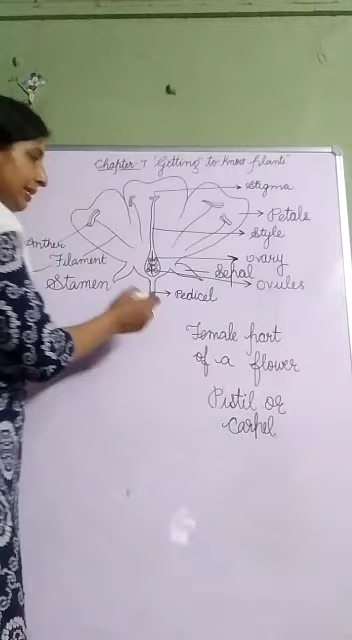 Chapter-7 "Getting to know plants"
Stigma
Petals
Anther
Style
Filament
ovary
Sepal
Stamen
ovules
Pedicel
Female part
of a flower
Pistil or
carpel